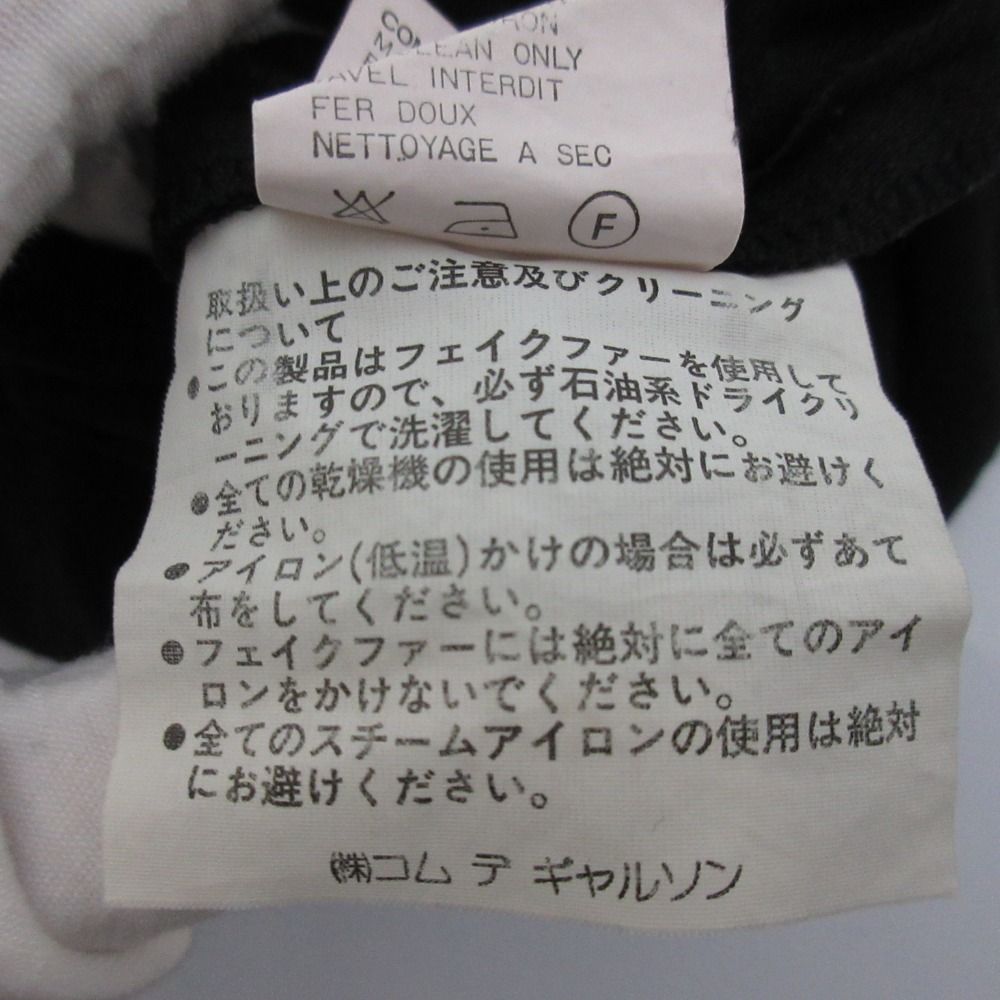 CO
M
RON
EAN ONLY
AVEL INTERDIT
FER DOUX
NETTOYAGE A SEC
F
取扱い上のご注意及びクリーニング
について
●この製品はフェイクファーを使用して
おりますので、必ず石油系ドライクリ
ーニングで洗濯してください。
●全ての乾燥機の使用は絶対にお避けく
ださい。
●アイロン(低温)かけの場合は必ずあて
布をしてください。
●フェイクファーには絶対に全てのアイ
ロンをかけないでください。
●全てのスチームアイロンの使用は絶対
にお避けください。
㈱コム デ ギャルソン